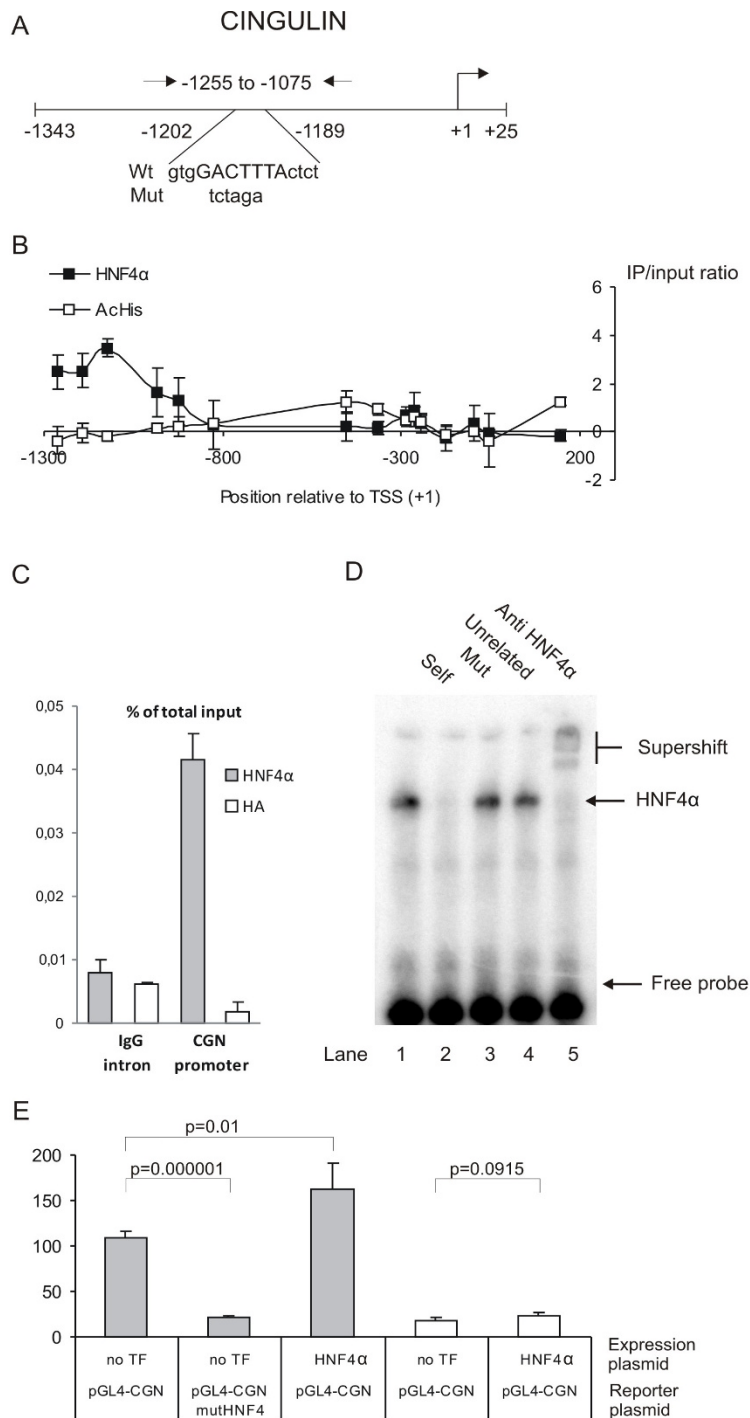 A
CINGULIN
-1255 to -1075
-1343
-1202
-1189
+1
+25
Wt gtgGACTTTActct
Mut tctaga
B
HNF4α
AcHis
IP/input ratio
6
4
2
0
-2
-1300
-800
-300
200
Position relative to TSS (+1)
C
% of total input
0,05
0,04
0,03
0,02
0,01
0
HNF4α
HA
IgG intron
CGN promoter
D
Self
Mut
Unrelated
Anti HNF4α
Supershift
HNF4α
Free probe
Lane 1 2 3 4 5
E
p=0.01
p=0.000001
p=0.0915
200
150
100
50
0
no TF no TF HNF4α no TF HNF4α
Expression plasmid
pGL4-CGN pGL4-CGN mutHNF4 pGL4-CGN pGL4-CGN pGL4-CGN
Reporter plasmid